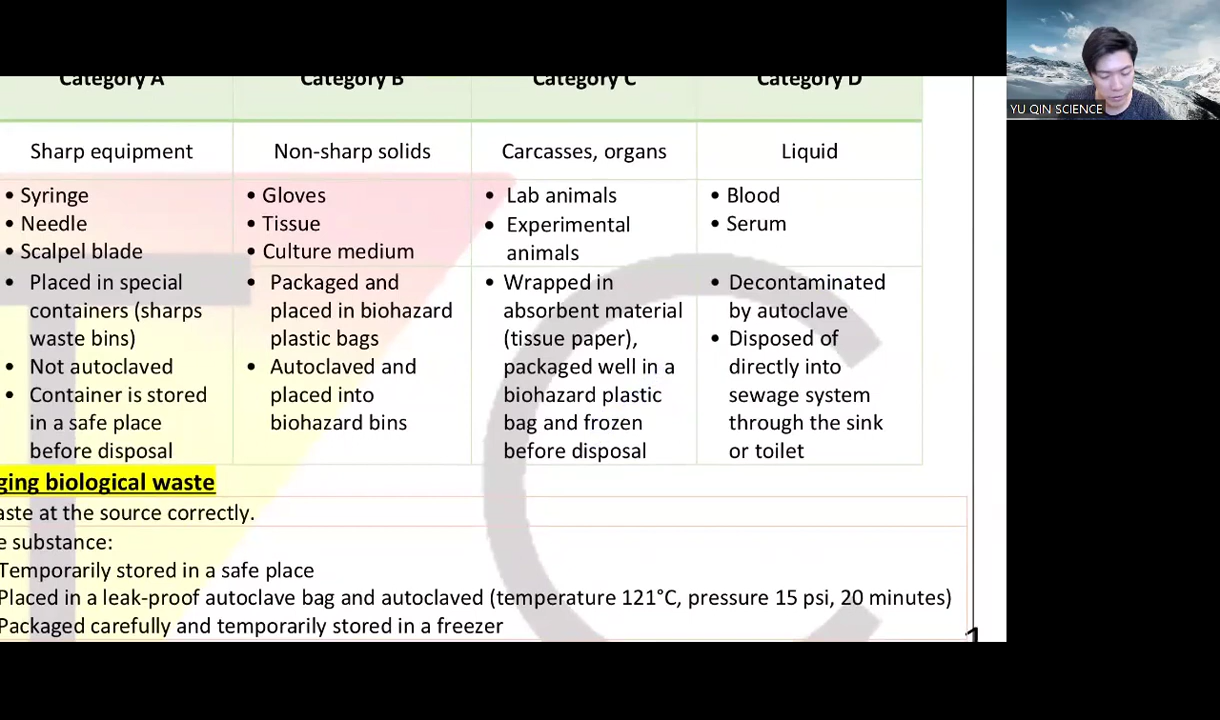 Category A Category B Category C Category D
Sharp equipment Non-sharp solids Carcasses, organs Liquid
• Syringe
• Needle
• Scalpel blade
• Gloves
• Tissue
• Culture medium
• Lab animals
• Experimental
animals
• Blood
• Serum
• Placed in special
containers (sharps
waste bins)
• Not autoclaved
• Container is stored
in a safe place
before disposal
• Packaged and
placed in biohazard
plastic bags
• Autoclaved and
placed into
biohazard bins
• Wrapped in
absorbent material
(tissue paper),
packaged well in a
biohazard plastic
bag and frozen
before disposal
• Decontaminated
by autoclave
• Disposed of
directly into
sewage system
through the sink
or toilet
ging biological waste
aste at the source correctly.
e substance:
Temporarily stored in a safe place
Placed in a leak-proof autoclave bag and autoclaved (temperature 121°C, pressure 15 psi, 20 minutes)
Packaged carefully and temporarily stored in a freezer
1
YU QIN SCIENCE